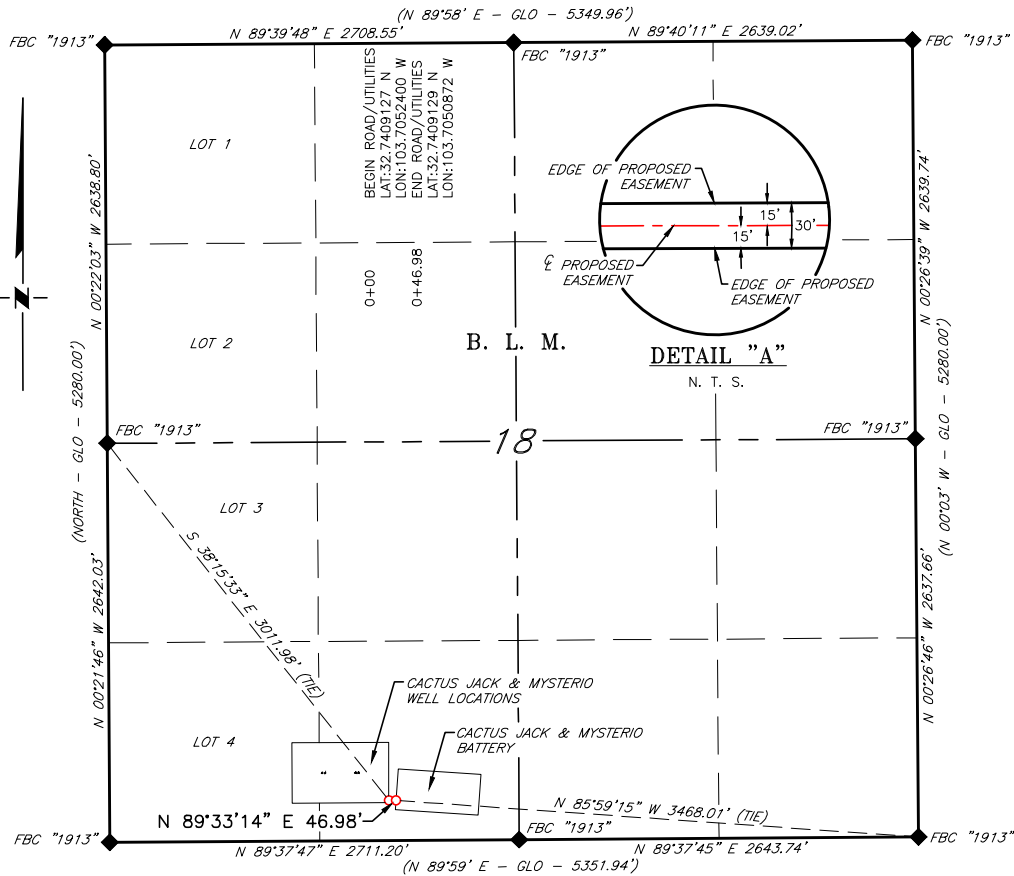 (N 89°58' E - GLO - 5349.96')
FBC "1913"
N 89°39'48" E 2708.55'
N 89°40'11" E 2639.02'
FBC "1913"
FBC "1913"
BEGIN ROAD/UTILITIES
LAT:32.7409127 N
LON:103.7052400 W
END ROAD/UTILITIES
LAT:32.7409129 N
LON:103.7050872 W
0+00
0+46.98
LOT 1
N 00°22'03" W 2638.80'
N 00°26'39" W 2639.74'
EDGE OF PROPOSED
EASEMENT
15'
30'
15'
℄ PROPOSED
EASEMENT
EDGE OF PROPOSED
EASEMENT
N
LOT 2
B. L. M.
DETAIL "A"
N. T. S.
FBC "1913"
18
FBC "1913"
(NORTH - GLO - 5280.00')
(N 00°03' W - GLO - 5280.00')
LOT 3
S 38°15'33" E 3011.98' (TIE)
N 00°21'46" W 2642.03'
N 00°26'46" W 2637.66'
CACTUS JACK & MYSTERIO
WELL LOCATIONS
CACTUS JACK & MYSTERIO
BATTERY
LOT 4
N 85°59'15" W 3468.01' (TIE)
N 89°33'14" E 46.98'
FBC "1913"
FBC "1913"
FBC "1913"
N 89°37'47" E 2711.20'
N 89°37'45" E 2643.74'
(N 89°59' E - GLO - 5351.94')